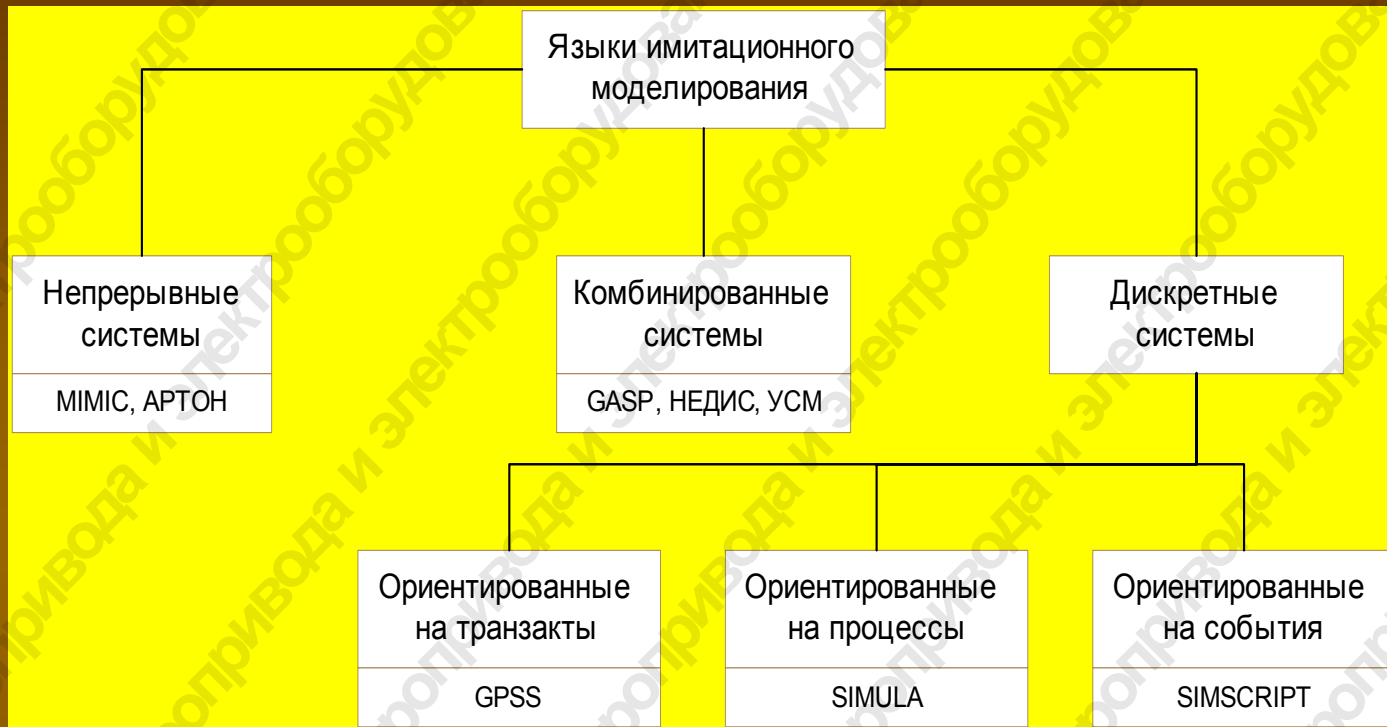 Языки имитационного
моделирования
Непрерывные
системы
MIMIC, АРТОН
Комбинированные
системы
GASP, НЕДИС, УСМ
Дискретные
системы
Ориентированные
на транзакты
GPSS
Ориентированные
на процессы
SIMULA
Ориентированные
на события
SIMSCRIPT